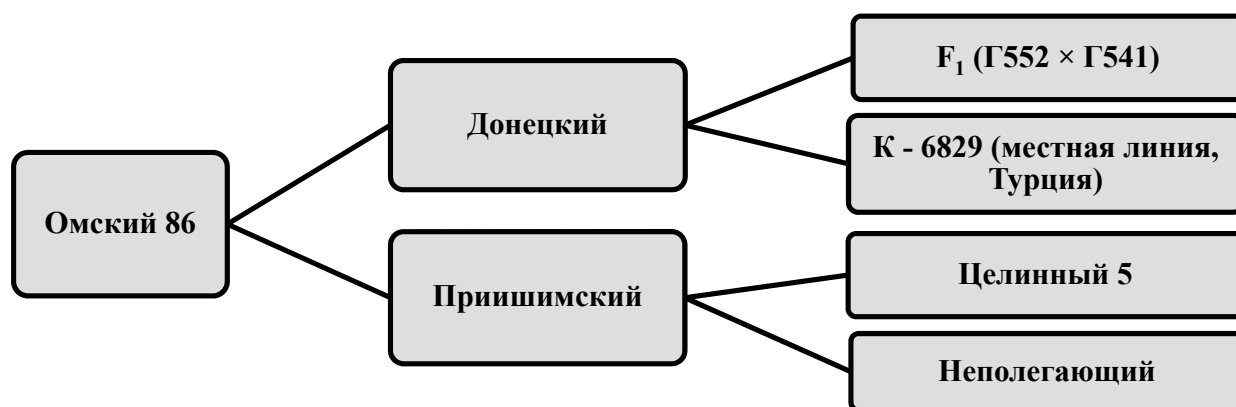 F₁ (Г552 × Г541)
Донецкий
К - 6829 (местная линия,
Турция)
Омский 86
Целинный 5
Приишимский
Неполегающий